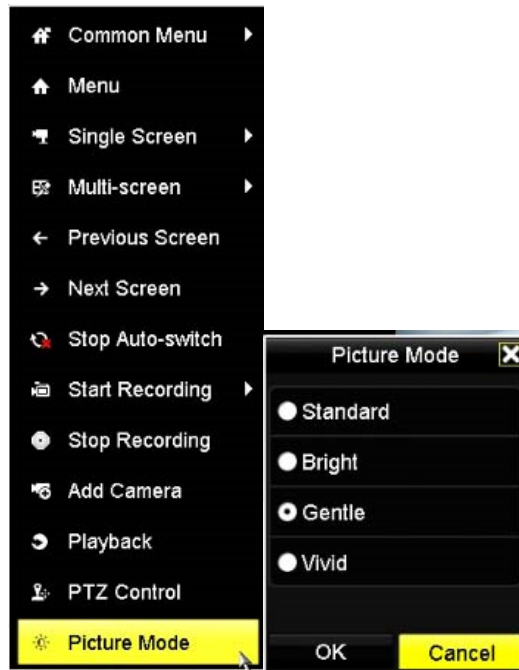 Common Menu
Menu
Single Screen
Multi-screen
Previous Screen
Next Screen
Stop Auto-switch
Start Recording
Stop Recording
Add Camera
Playback
PTZ Control
Picture Mode
Picture Mode
Standard
Bright
Gentle
Vivid
OK Cancel